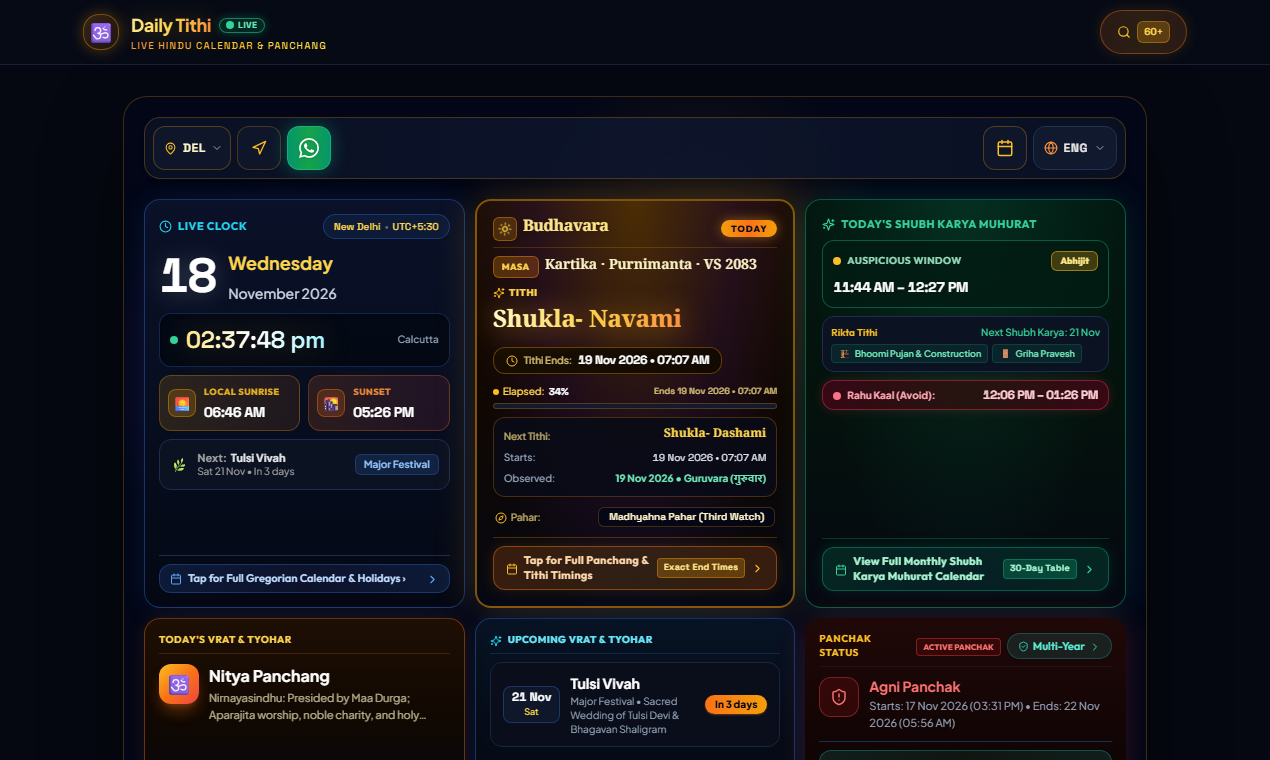 Daily Tithi LIVE
LIVE HINDU CALENDAR & PANCHANG
60+
DEL
ENG
LIVE CLOCK
New Delhi • UTC+5:30
18
Wednesday
November 2026
02:37:48 pm
Calcutta
LOCAL SUNRISE
06:46 AM
SUNSET
05:26 PM
Next: Tulsi Vivah
Sat 21 Nov • In 3 days
Major Festival
Tap for Full Gregorian Calendar & Holidays ›
Budhavara
TODAY
MASA Kartika · Purnimanta · VS 2083
TITHI
Shukla- Navami
Tithi Ends: 19 Nov 2026 • 07:07 AM
Elapsed: 34%
Ends 19 Nov 2026 • 07:07 AM
Next Tithi: Shukla- Dashami
Starts: 19 Nov 2026 • 07:07 AM
Observed: 19 Nov 2026 • Guruvara (गुरुवार)
Pahar: Madhyahna Pahar (Third Watch)
Tap for Full Panchang &
Tithi Timings
Exact End Times
TODAY'S SHUBH KARYA MUHURAT
AUSPICIOUS WINDOW
Abhijit
11:44 AM – 12:27 PM
Rikta Tithi
Next Shubh Karya: 21 Nov
Bhoomi Pujan & Construction
Griha Pravesh
Rahu Kaal (Avoid): 12:06 PM – 01:26 PM
View Full Monthly Shubh
Karya Muhurat Calendar
30-Day Table
TODAY'S VRAT & TYOHAR
🕉
Nitya Panchang
Nirnayasindhu: Presided by Maa Durga;
Aparajita worship, noble charity, and holy...
UPCOMING VRAT & TYOHAR
21 Nov
Sat
Tulsi Vivah
Major Festival • Sacred
Wedding of Tulsi Devi &
Bhagavan Shaligram
In 3 days
PANCHAK
STATUS
ACTIVE PANCHAK
Multi-Year
Agni Panchak
Starts: 17 Nov 2026 (03:31 PM) • Ends: 22 Nov
2026 (05:56 AM)